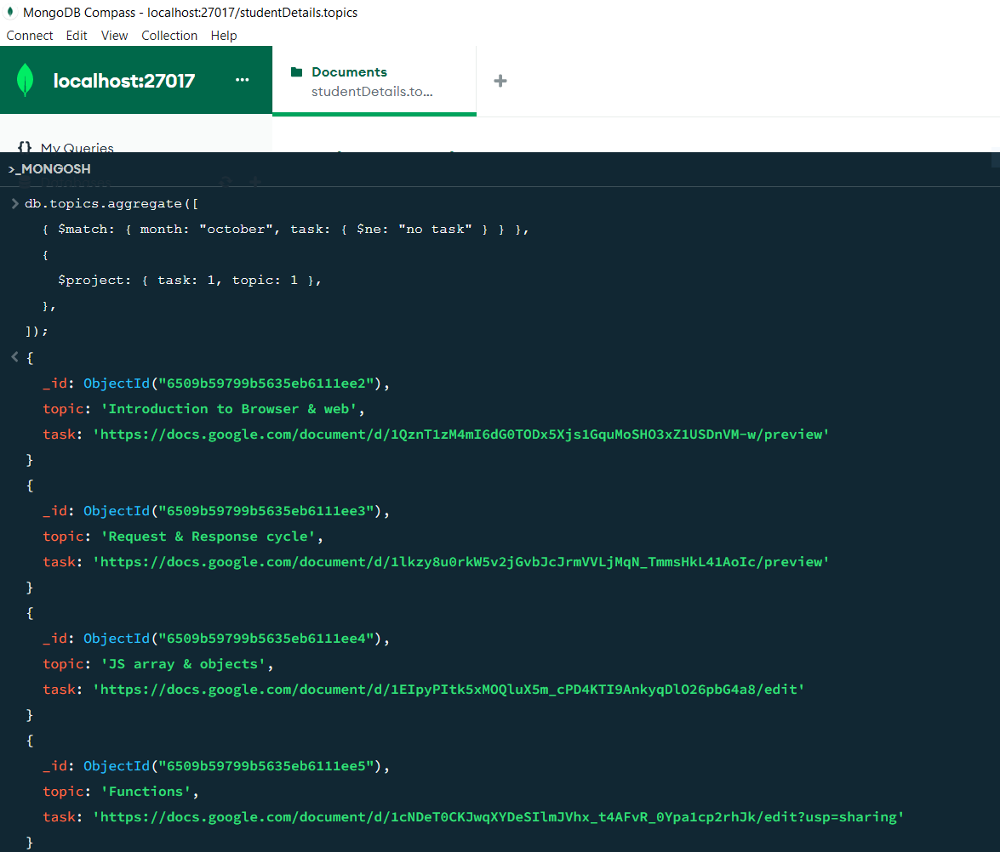 MongoDB Compass - localhost:27017/studentDetails.topics
Connect Edit View Collection Help
localhost:27017 ...
Documents
studentDetails.to...
{} My Queries
>_MONGOSH
> db.topics.aggregate([
{ $match: { month: "october", task: { $ne: "no task" } } },
{
$project: { task: 1, topic: 1 },
},
]);
< {
_id: ObjectId("6509b59799b5635eb6111ee2"),
topic: 'Introduction to Browser & web',
task: 'https://docs.google.com/document/d/1QznT1zM4mI6dG0TODx5Xjs1GquMoSHO3xZ1USDnVM-w/preview'
}
{
_id: ObjectId("6509b59799b5635eb6111ee3"),
topic: 'Request & Response cycle',
task: 'https://docs.google.com/document/d/1lkzy8u0rkW5v2jGvbJcJrmVVLjMqN_TmmsHkL41AoIc/preview'
}
{
_id: ObjectId("6509b59799b5635eb6111ee4"),
topic: 'JS array & objects',
task: 'https://docs.google.com/document/d/1EIpyPItk5xMOQluX5m_cPD4KTI9AnkyqDlO26pbG4a8/edit'
}
{
_id: ObjectId("6509b59799b5635eb6111ee5"),
topic: 'Functions',
task: 'https://docs.google.com/document/d/1cNDeT0CKJwqXYDeSIlmJVhx_t4AFvR_0Ypa1cp2rhJk/edit?usp=sharing'
}